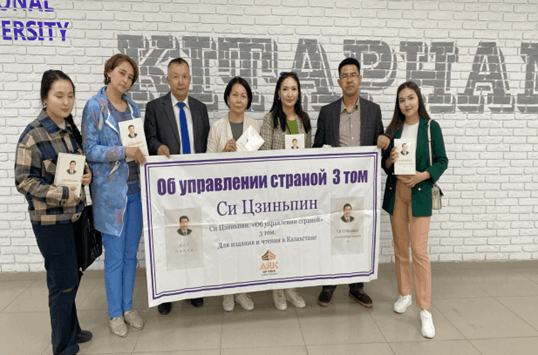 ONAL
ERSITY
КІТАРНАМ
Об управлении страной 3 том
Си Цзиньпин
Си Цзиньпин. «Об управлении страной»
3 том.
Для издания и чтения в Казахстане